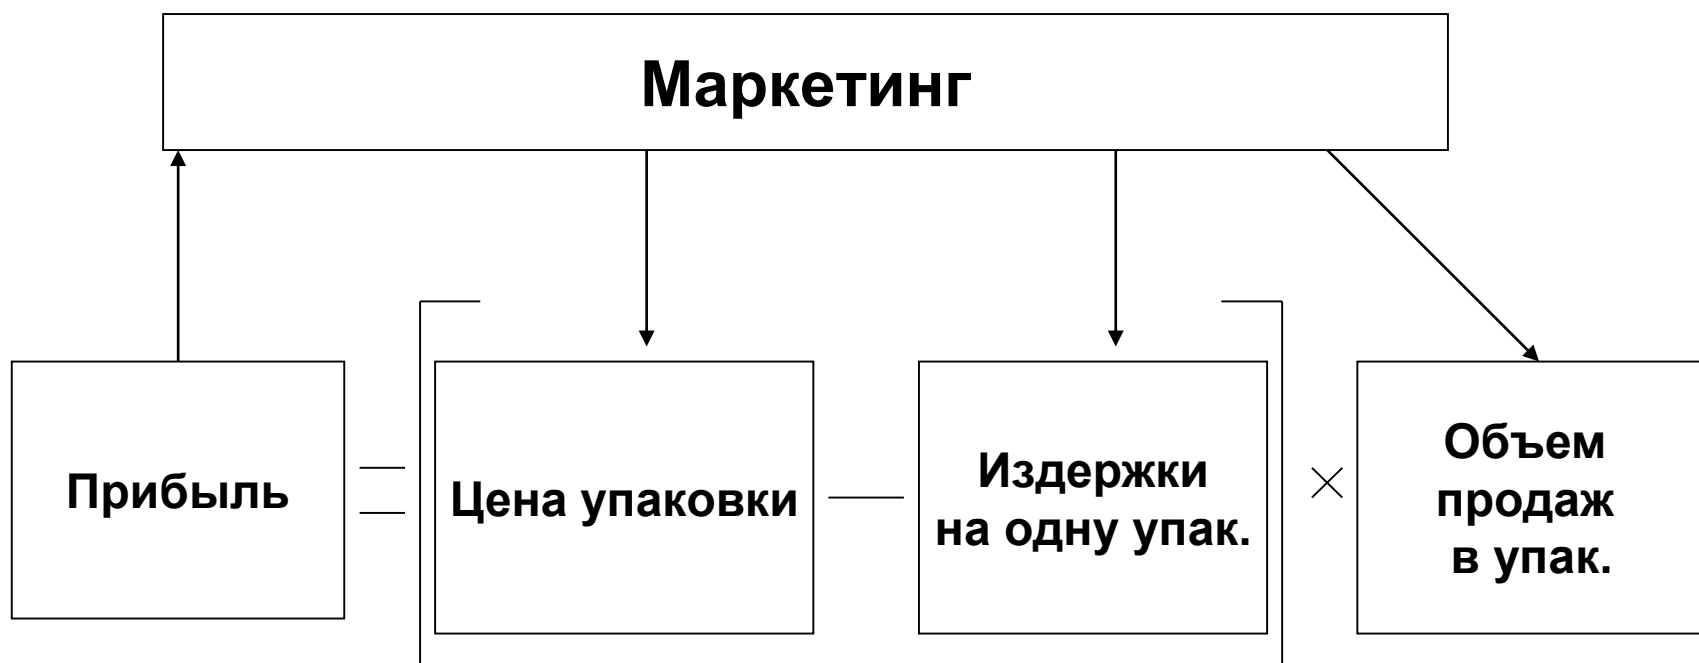 Маркетинг
Прибыль
Цена упаковки
Издержки
на одну упак.
Объем
продаж
в упак.